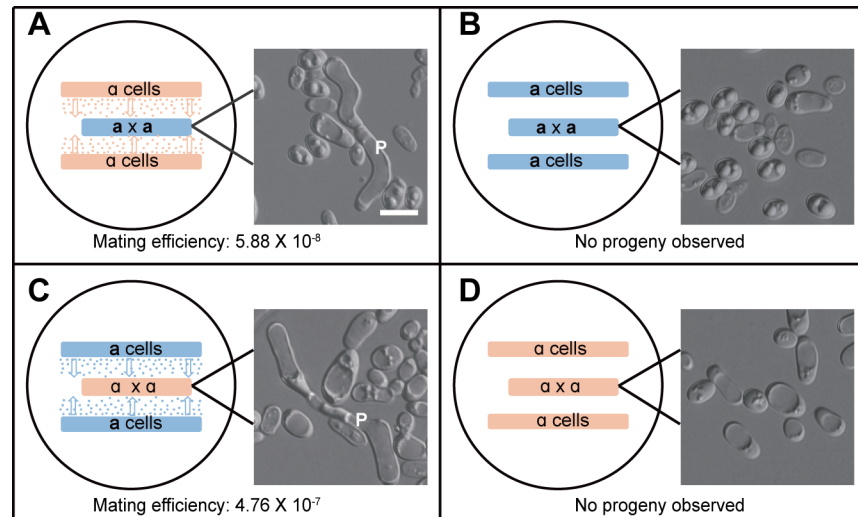 A
α cells
a x a
α cells
P
Mating efficiency: 5.88 X 10⁻⁸
B
a cells
a x a
a cells
No progeny observed
C
a cells
α x α
a cells
P
Mating efficiency: 4.76 X 10⁻⁷
D
α cells
α x α
α cells
No progeny observed